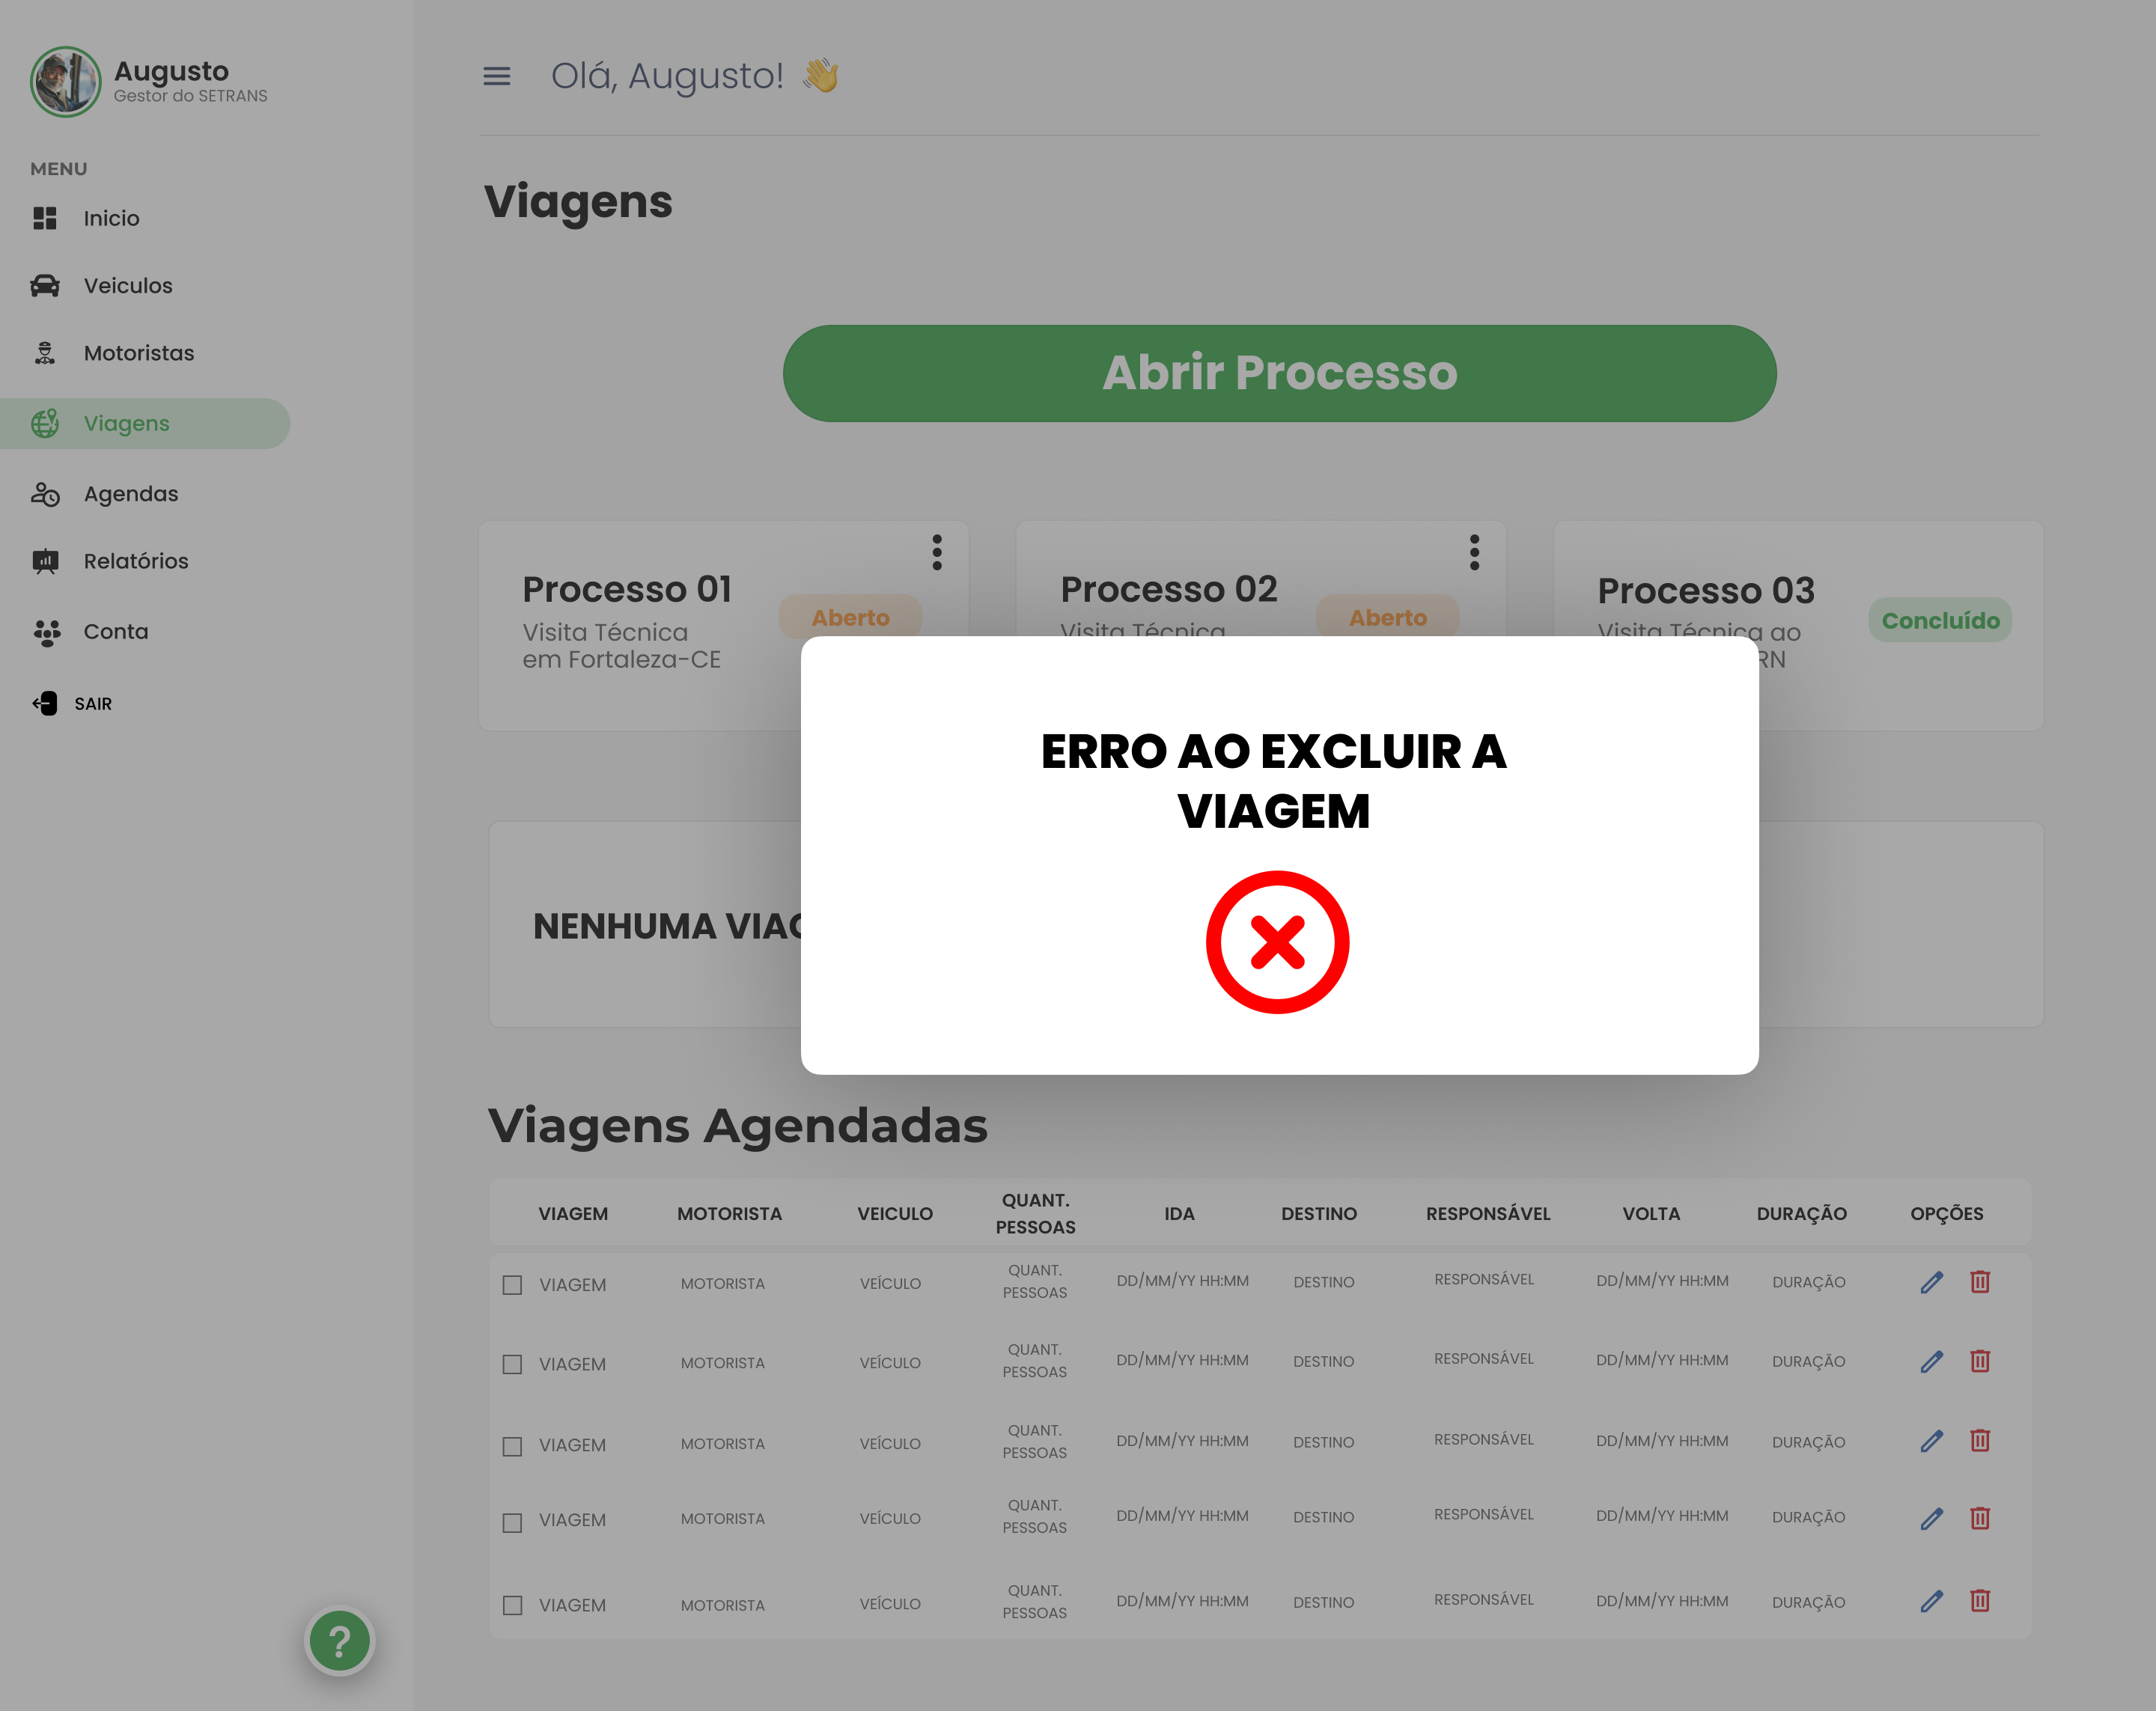 Augusto
Gestor do SETRANS
MENU
Inicio
Veiculos
Motoristas
Viagens
Agendas
Relatórios
Conta
SAIR
?
Olá, Augusto! 👋
Viagens
Abrir Processo
Processo 01
Aberto
Visita Técnica
em Fortaleza-CE
Processo 02
Aberto
Visita Técnica
Processo 03
Concluído
Visita Técnica ao
RN
ERRO AO EXCLUIR A
VIAGEM
NENHUMA
Viagens Agendadas
VIAGEM MOTORISTA VEICULO QUANT. PESSOAS IDA DESTINO RESPONSÁVEL VOLTA DURAÇÃO OPÇÕES
VIAGEM MOTORISTA VEÍCULO QUANT. PESSOAS DD/MM/YY HH:MM DESTINO RESPONSÁVEL DD/MM/YY HH:MM DURAÇÃO
VIAGEM MOTORISTA VEÍCULO QUANT. PESSOAS DD/MM/YY HH:MM DESTINO RESPONSÁVEL DD/MM/YY HH:MM DURAÇÃO
VIAGEM MOTORISTA VEÍCULO QUANT. PESSOAS DD/MM/YY HH:MM DESTINO RESPONSÁVEL DD/MM/YY HH:MM DURAÇÃO
VIAGEM MOTORISTA VEÍCULO QUANT. PESSOAS DD/MM/YY HH:MM DESTINO RESPONSÁVEL DD/MM/YY HH:MM DURAÇÃO
VIAGEM MOTORISTA VEÍCULO QUANT. PESSOAS DD/MM/YY HH:MM DESTINO RESPONSÁVEL DD/MM/YY HH:MM DURAÇÃO